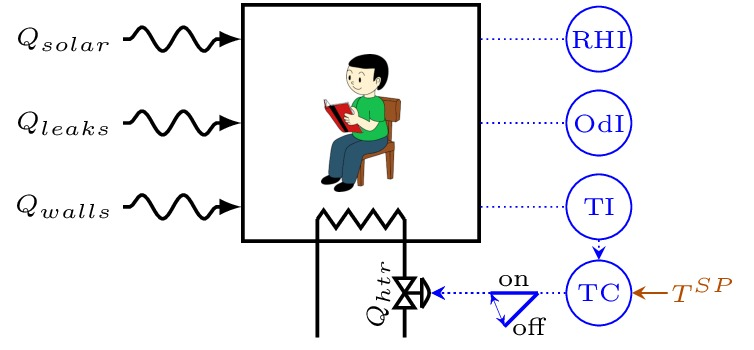 Q_solar
RHI
Q_leaks
OdI
Q_walls
TI
Q_htr
on
off
TC
T^SP